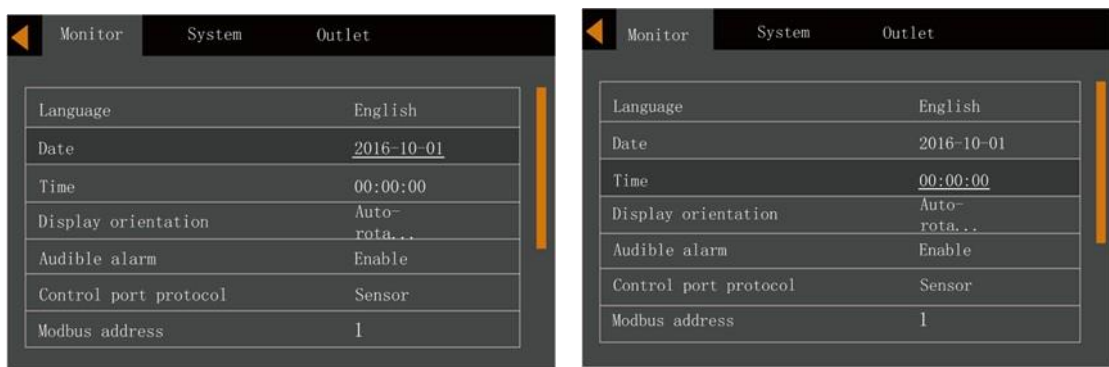 Monitor System Outlet
Language English
Date 2016-10-01
Time 00:00:00
Display orientation Auto-
rota...
Audible alarm Enable
Control port protocol Sensor
Modbus address 1
Monitor System Outlet
Language English
Date 2016-10-01
Time 00:00:00
Display orientation Auto-
rota...
Audible alarm Enable
Control port protocol Sensor
Modbus address 1